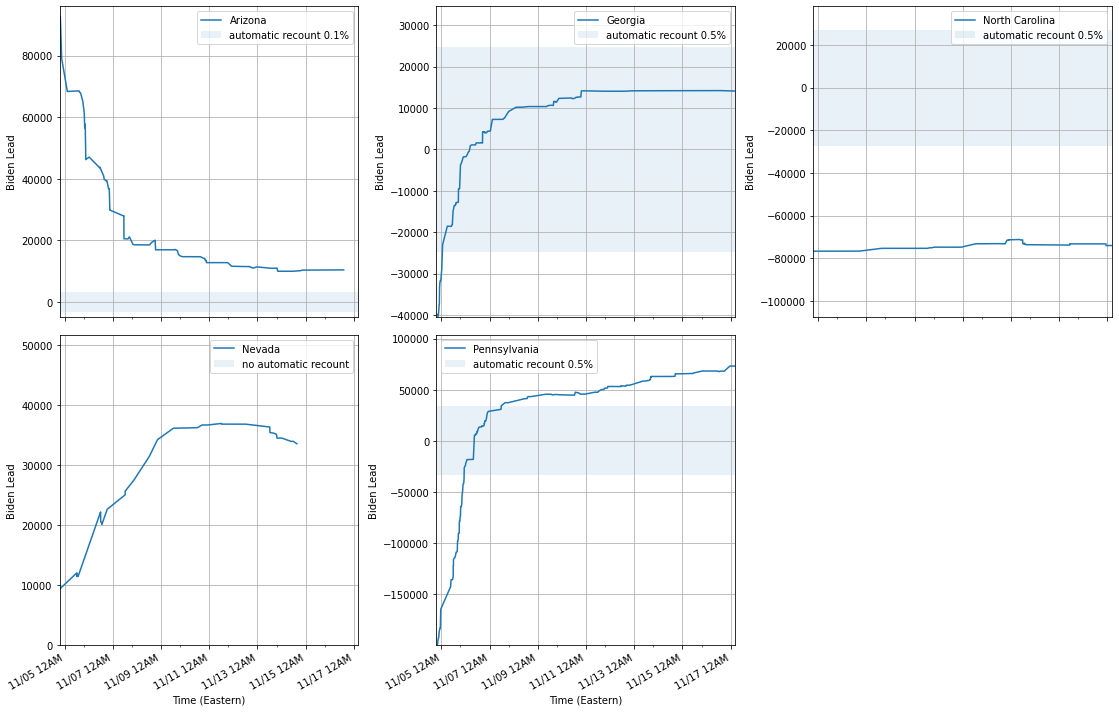 Arizona
automatic recount 0.1%
80000
60000
40000
20000
0
Biden Lead
Georgia
automatic recount 0.5%
30000
20000
10000
0
−10000
−20000
−30000
−40000
Biden Lead
North Carolina
automatic recount 0.5%
20000
0
−20000
−40000
−60000
−80000
−100000
Biden Lead
Nevada
no automatic recount
50000
40000
30000
20000
10000
0
Biden Lead
11/05 12AM
11/07 12AM
11/09 12AM
11/11 12AM
11/13 12AM
11/15 12AM
11/17 12AM
Time (Eastern)
Pennsylvania
automatic recount 0.5%
100000
50000
0
−50000
−100000
−150000
Biden Lead
11/05 12AM
11/07 12AM
11/09 12AM
11/11 12AM
11/13 12AM
11/15 12AM
11/17 12AM
Time (Eastern)